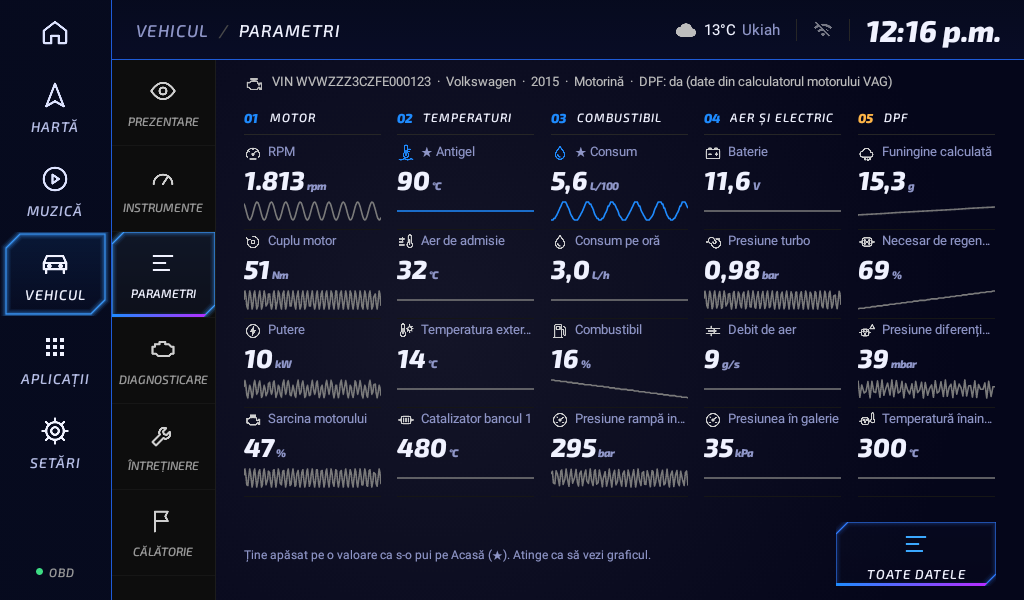 VEHICUL / PARAMETRI
13°C Ukiah
12:16 p.m.
HARTĂ
MUZICĂ
VEHICUL
APLICAȚII
SETĂRI
OBD
PREZENTARE
INSTRUMENTE
PARAMETRI
DIAGNOSTICARE
ÎNTREȚINERE
CĂLĂTORIE
VIN WVWZZZ3CZFE000123 · Volkswagen · 2015 · Motorină · DPF: da (date din calculatorul motorului VAG)
01 MOTOR
RPM
1.813 rpm
Cuplu motor
51 Nm
Putere
10 kW
Sarcina motorului
47 %
02 TEMPERATURI
★ Antigel
90 °C
Aer de admisie
32 °C
Temperatura exter…
14 °C
Catalizator bancul 1
480 °C
03 COMBUSTIBIL
★ Consum
5,6 L/100
Consum pe oră
3,0 L/h
Combustibil
16 %
Presiune rampă in…
295 bar
04 AER ȘI ELECTRIC
Baterie
11,6 V
Presiune turbo
0,98 bar
Debit de aer
9 g/s
Presiunea în galerie
35 kPa
05 DPF
Funingine calculată
15,3 g
Necesar de regen…
69 %
Presiune diferenți…
39 mbar
Temperatură înain…
300 °C
Ține apăsat pe o valoare ca s-o pui pe Acasă (★). Atinge ca să vezi graficul.
TOATE DATELE